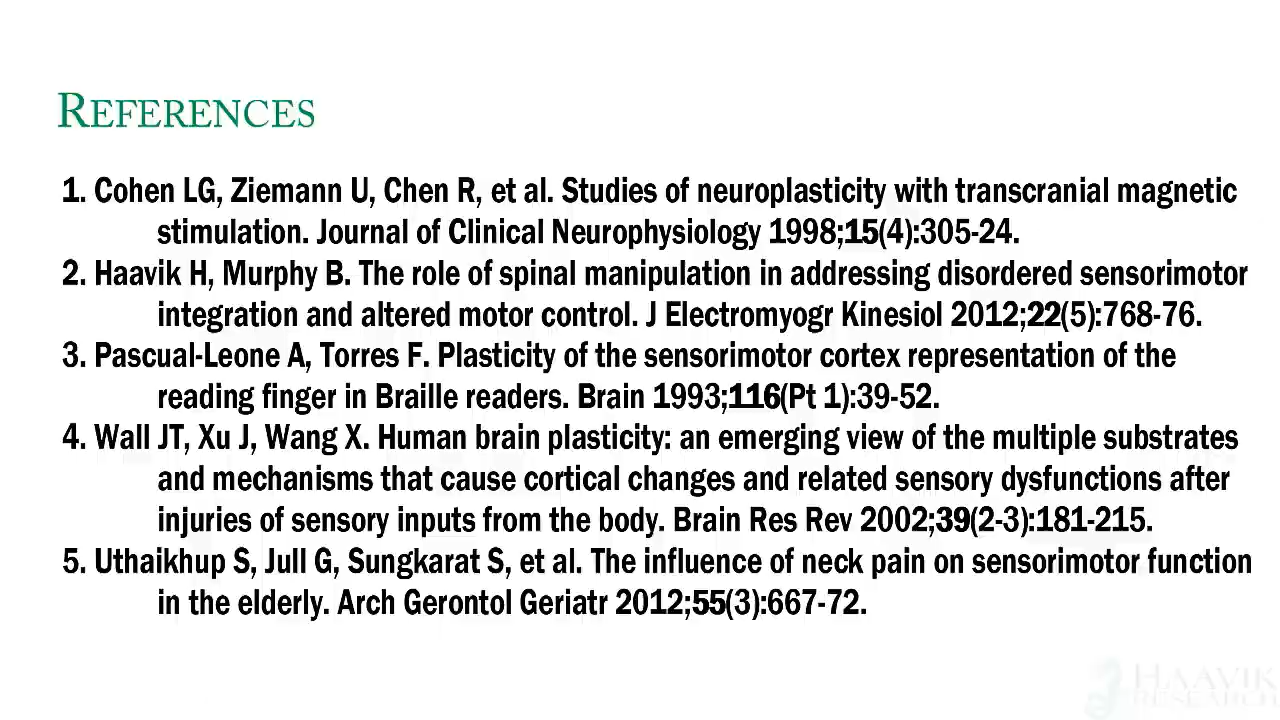 REFERENCES
1. Cohen LG, Ziemann U, Chen R, et al. Studies of neuroplasticity with transcranial magnetic
stimulation. Journal of Clinical Neurophysiology 1998;15(4):305-24.
2. Haavik H, Murphy B. The role of spinal manipulation in addressing disordered sensorimotor
integration and altered motor control. J Electromyogr Kinesiol 2012;22(5):768-76.
3. Pascual-Leone A, Torres F. Plasticity of the sensorimotor cortex representation of the
reading finger in Braille readers. Brain 1993;116(Pt 1):39-52.
4. Wall JT, Xu J, Wang X. Human brain plasticity: an emerging view of the multiple substrates
and mechanisms that cause cortical changes and related sensory dysfunctions after
injuries of sensory inputs from the body. Brain Res Rev 2002;39(2-3):181-215.
5. Uthaikhup S, Jull G, Sungkarat S, et al. The influence of neck pain on sensorimotor function
in the elderly. Arch Gerontol Geriatr 2012;55(3):667-72.
HAAVIK
RESEARCH